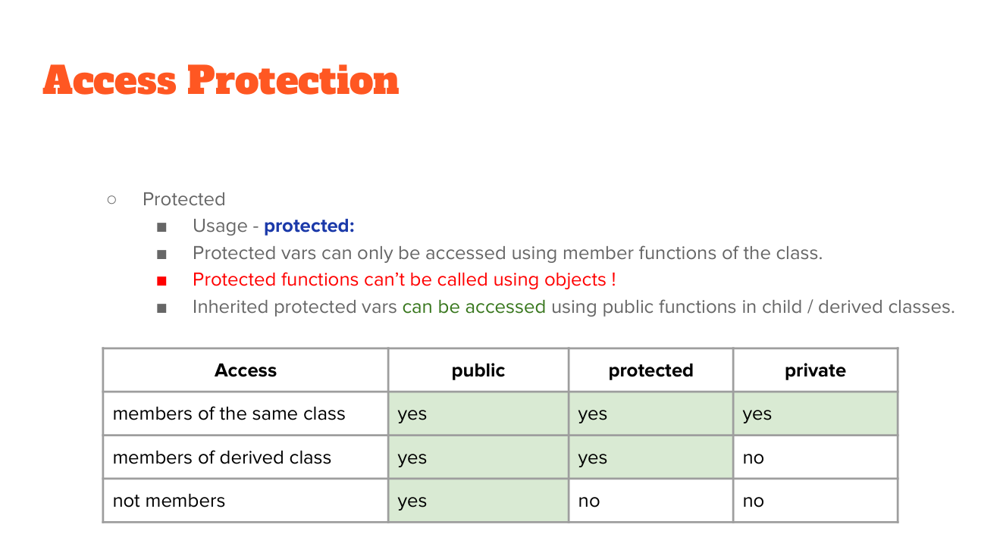 Access Protection
○ Protected
■ Usage - protected:
■ Protected vars can only be accessed using member functions of the class.
■ Protected functions can’t be called using objects !
■ Inherited protected vars can be accessed using public functions in child / derived classes.
Access public protected private
members of the same class yes yes yes
members of derived class yes yes no
not members yes no no